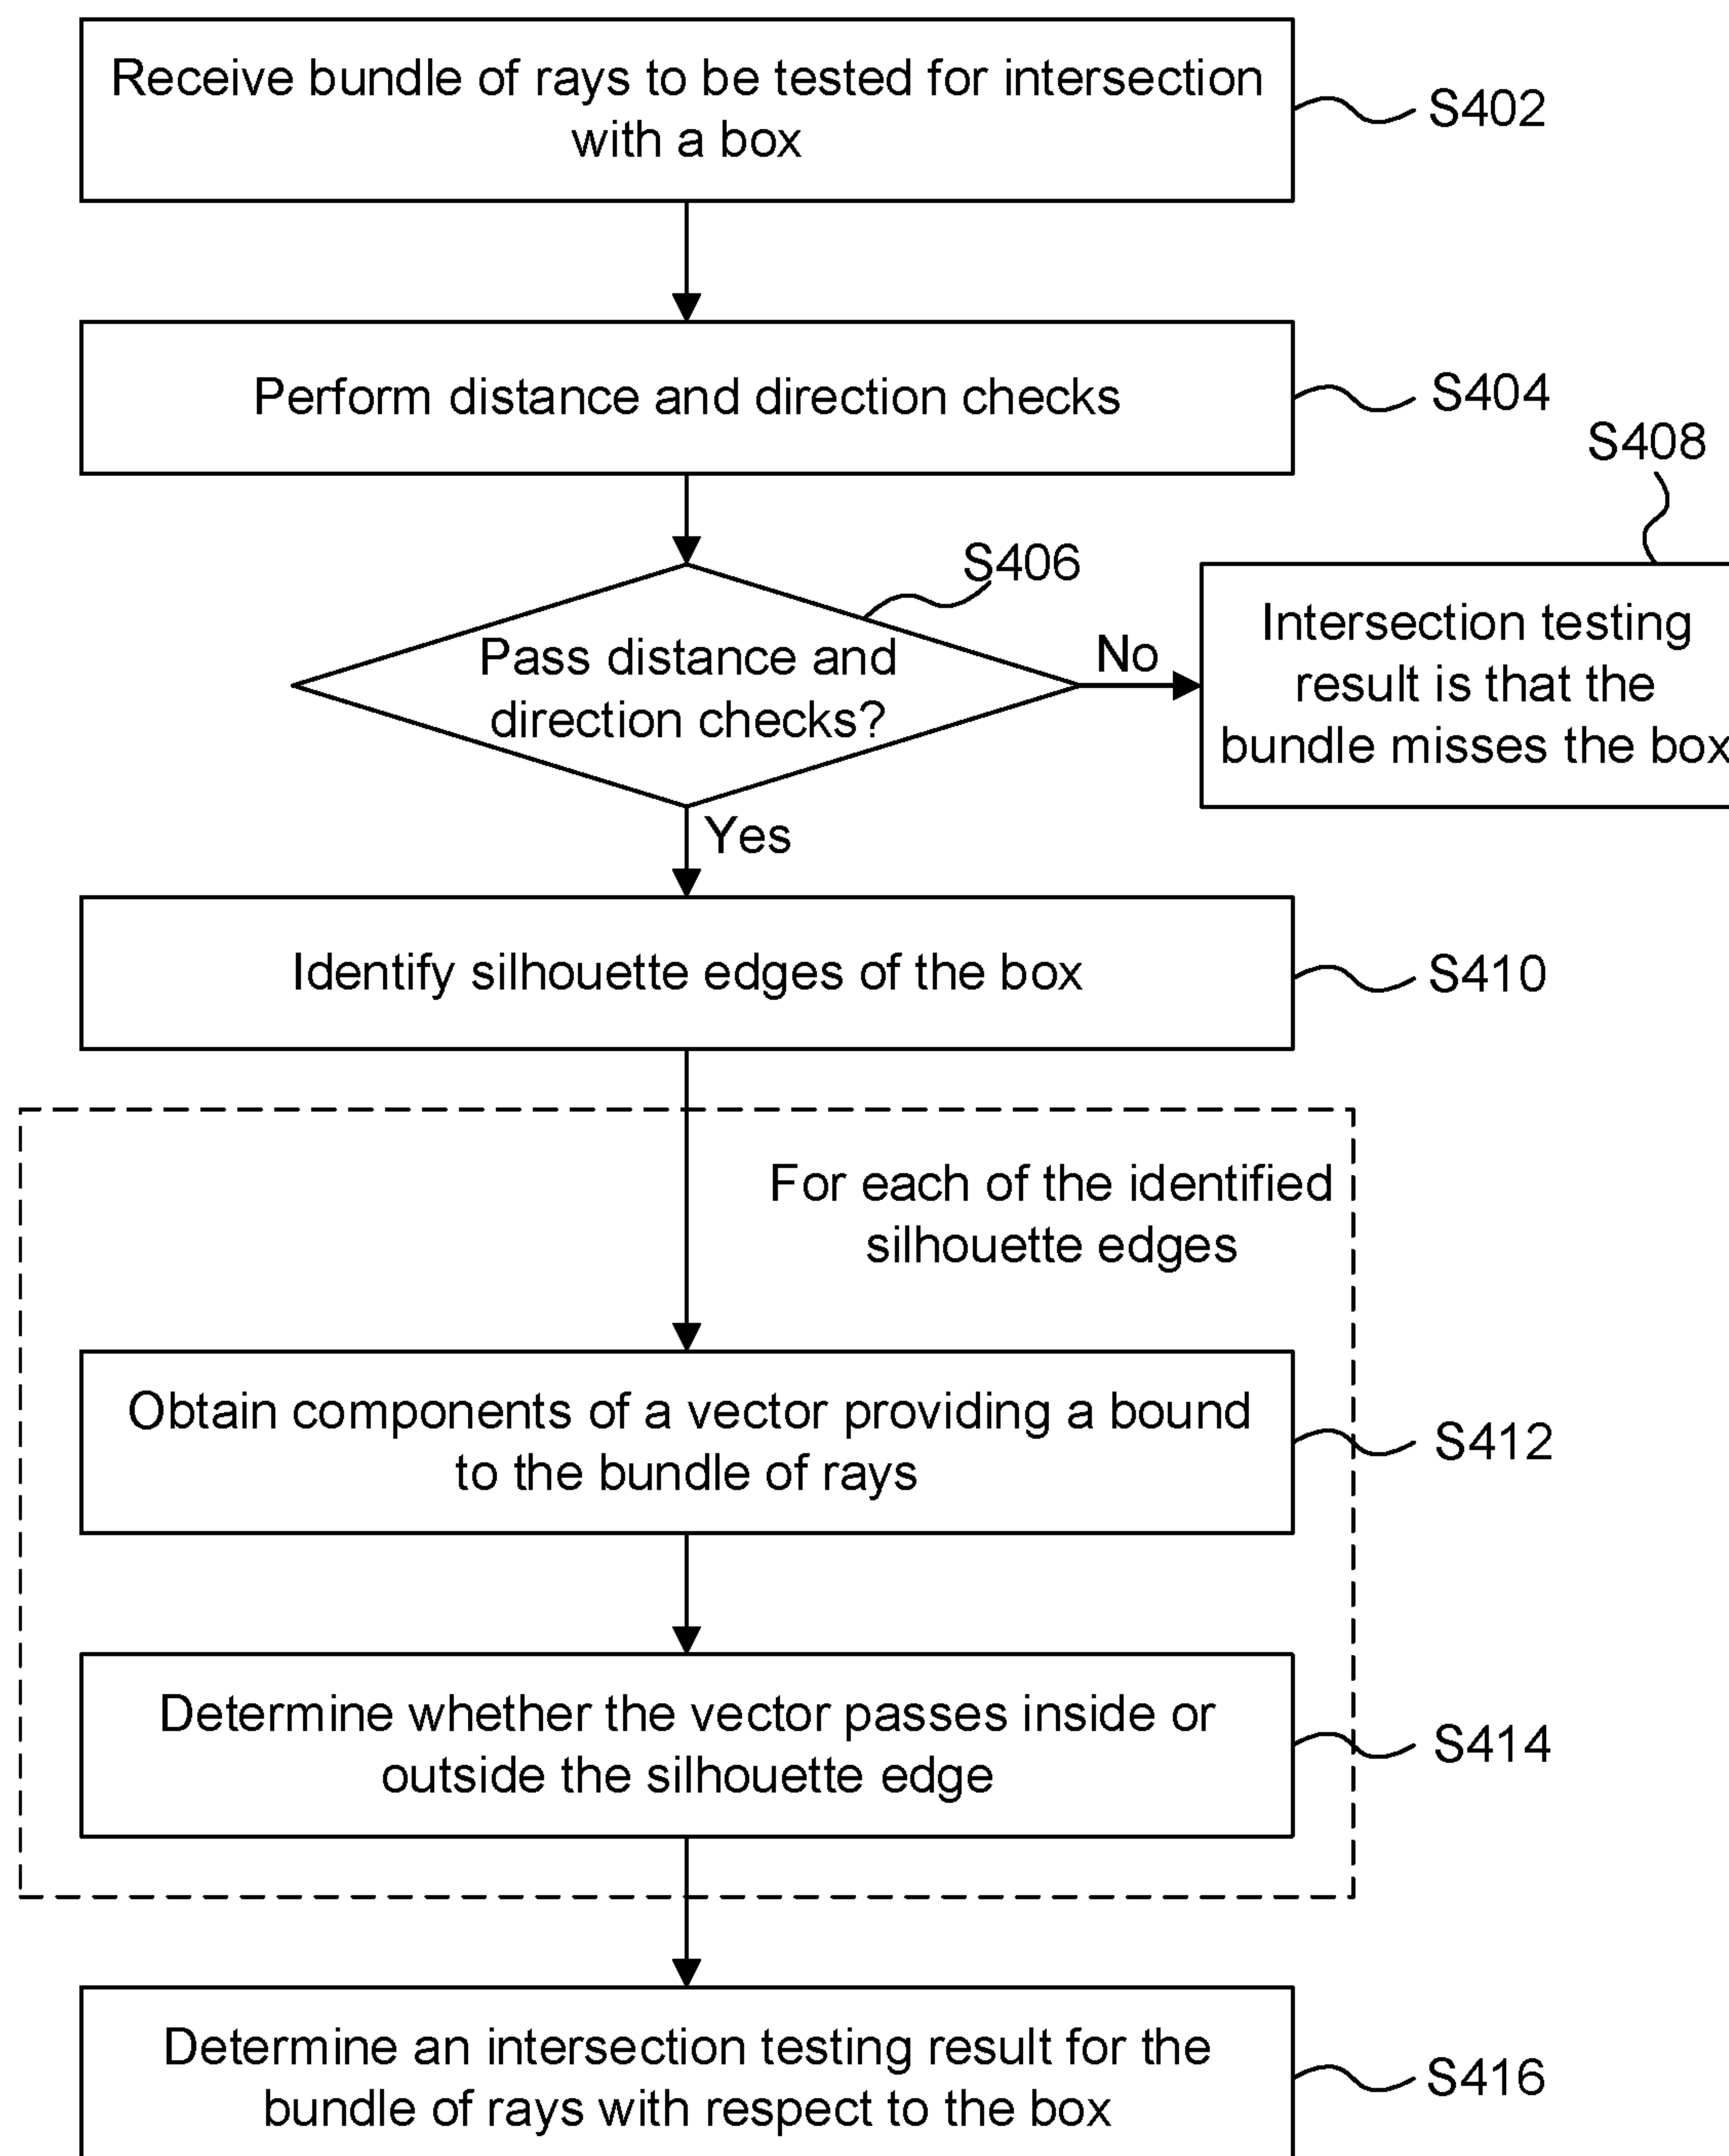 Receive bundle of rays to be tested for intersection
with a box
S402
Perform distance and direction checks
S404
S408
S406
Pass distance and
direction checks?
No
Intersection testing
result is that the
bundle misses the box
Yes
Identify silhouette edges of the box
S410
For each of the identified
silhouette edges
Obtain components of a vector providing a bound
to the bundle of rays
S412
Determine whether the vector passes inside or
outside the silhouette edge
S414
Determine an intersection testing result for the
bundle of rays with respect to the box
S416